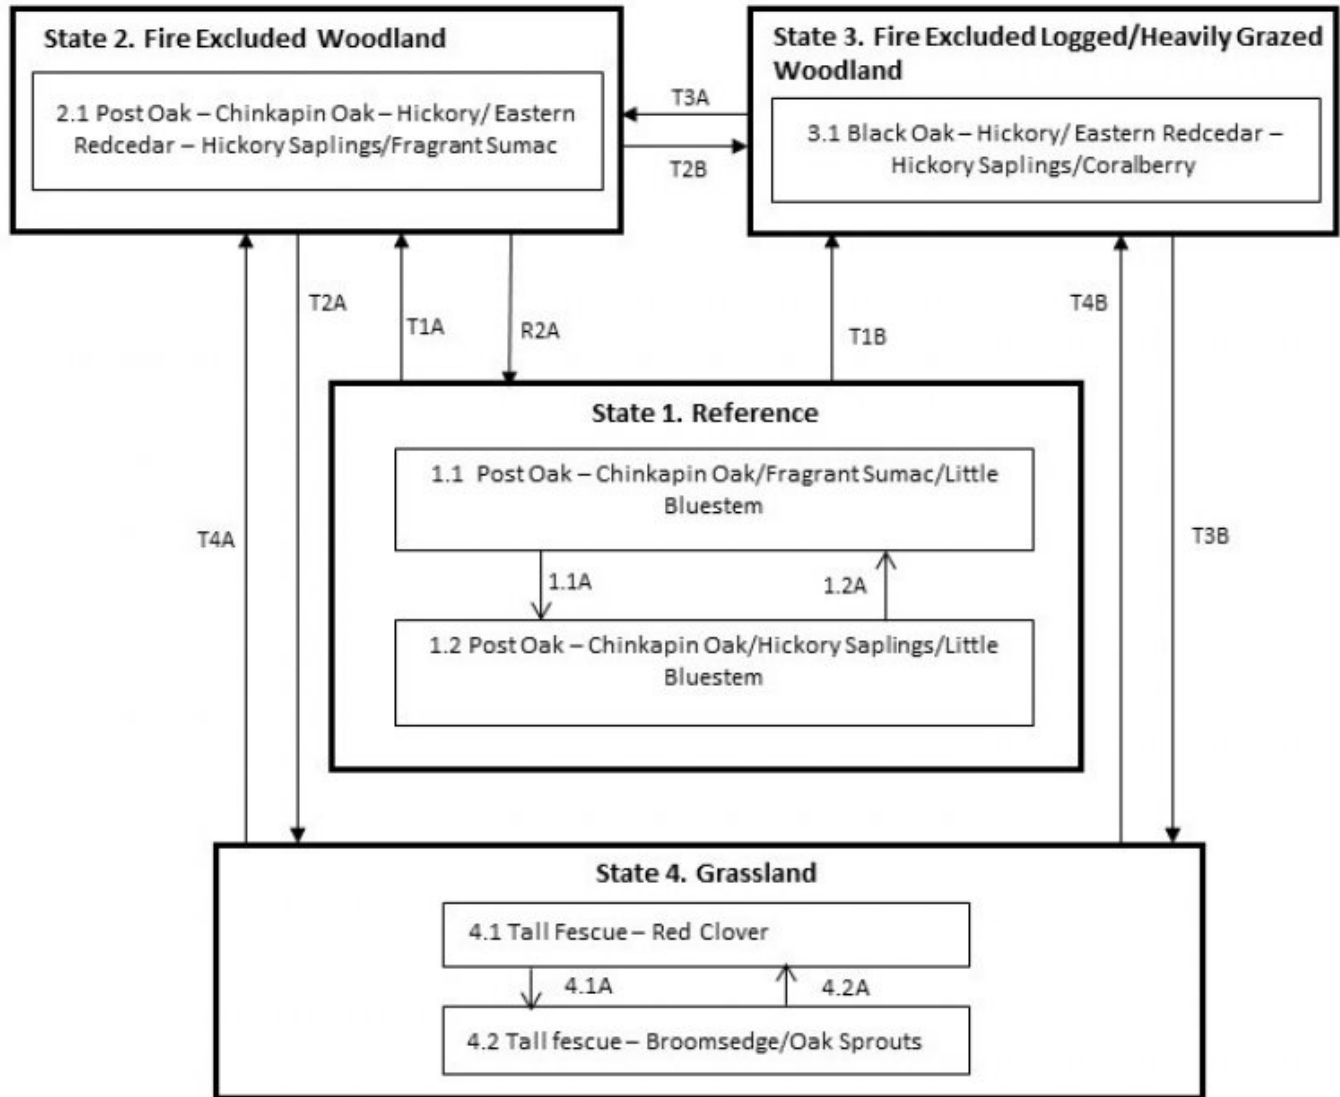 State 2. Fire Excluded Woodland
2.1 Post Oak – Chinkapin Oak – Hickory/ Eastern
Redcedar – Hickory Saplings/Fragrant Sumac
State 3. Fire Excluded Logged/Heavily Grazed
Woodland
3.1 Black Oak – Hickory/ Eastern Redcedar –
Hickory Saplings/Coralberry
T3A
T2B
T2A
T1A
R2A
T1B
T4B
State 1. Reference
1.1 Post Oak – Chinkapin Oak/Fragrant Sumac/Little
Bluestem
T4A
T3B
1.1A
1.2A
1.2 Post Oak – Chinkapin Oak/Hickory Saplings/Little
Bluestem
State 4. Grassland
4.1 Tall Fescue – Red Clover
4.1A
4.2A
4.2 Tall fescue – Broomsedge/Oak Sprouts